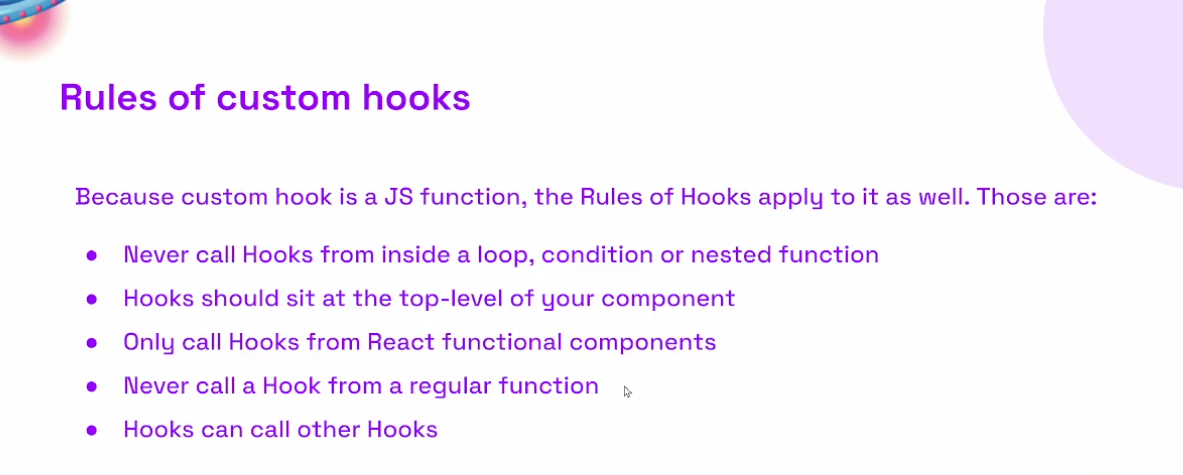 Rules of custom hooks
Because custom hook is a JS function, the Rules of Hooks apply to it as well. Those are:
● Never call Hooks from inside a loop, condition or nested function
● Hooks should sit at the top-level of your component
● Only call Hooks from React functional components
● Never call a Hook from a regular function
● Hooks can call other Hooks